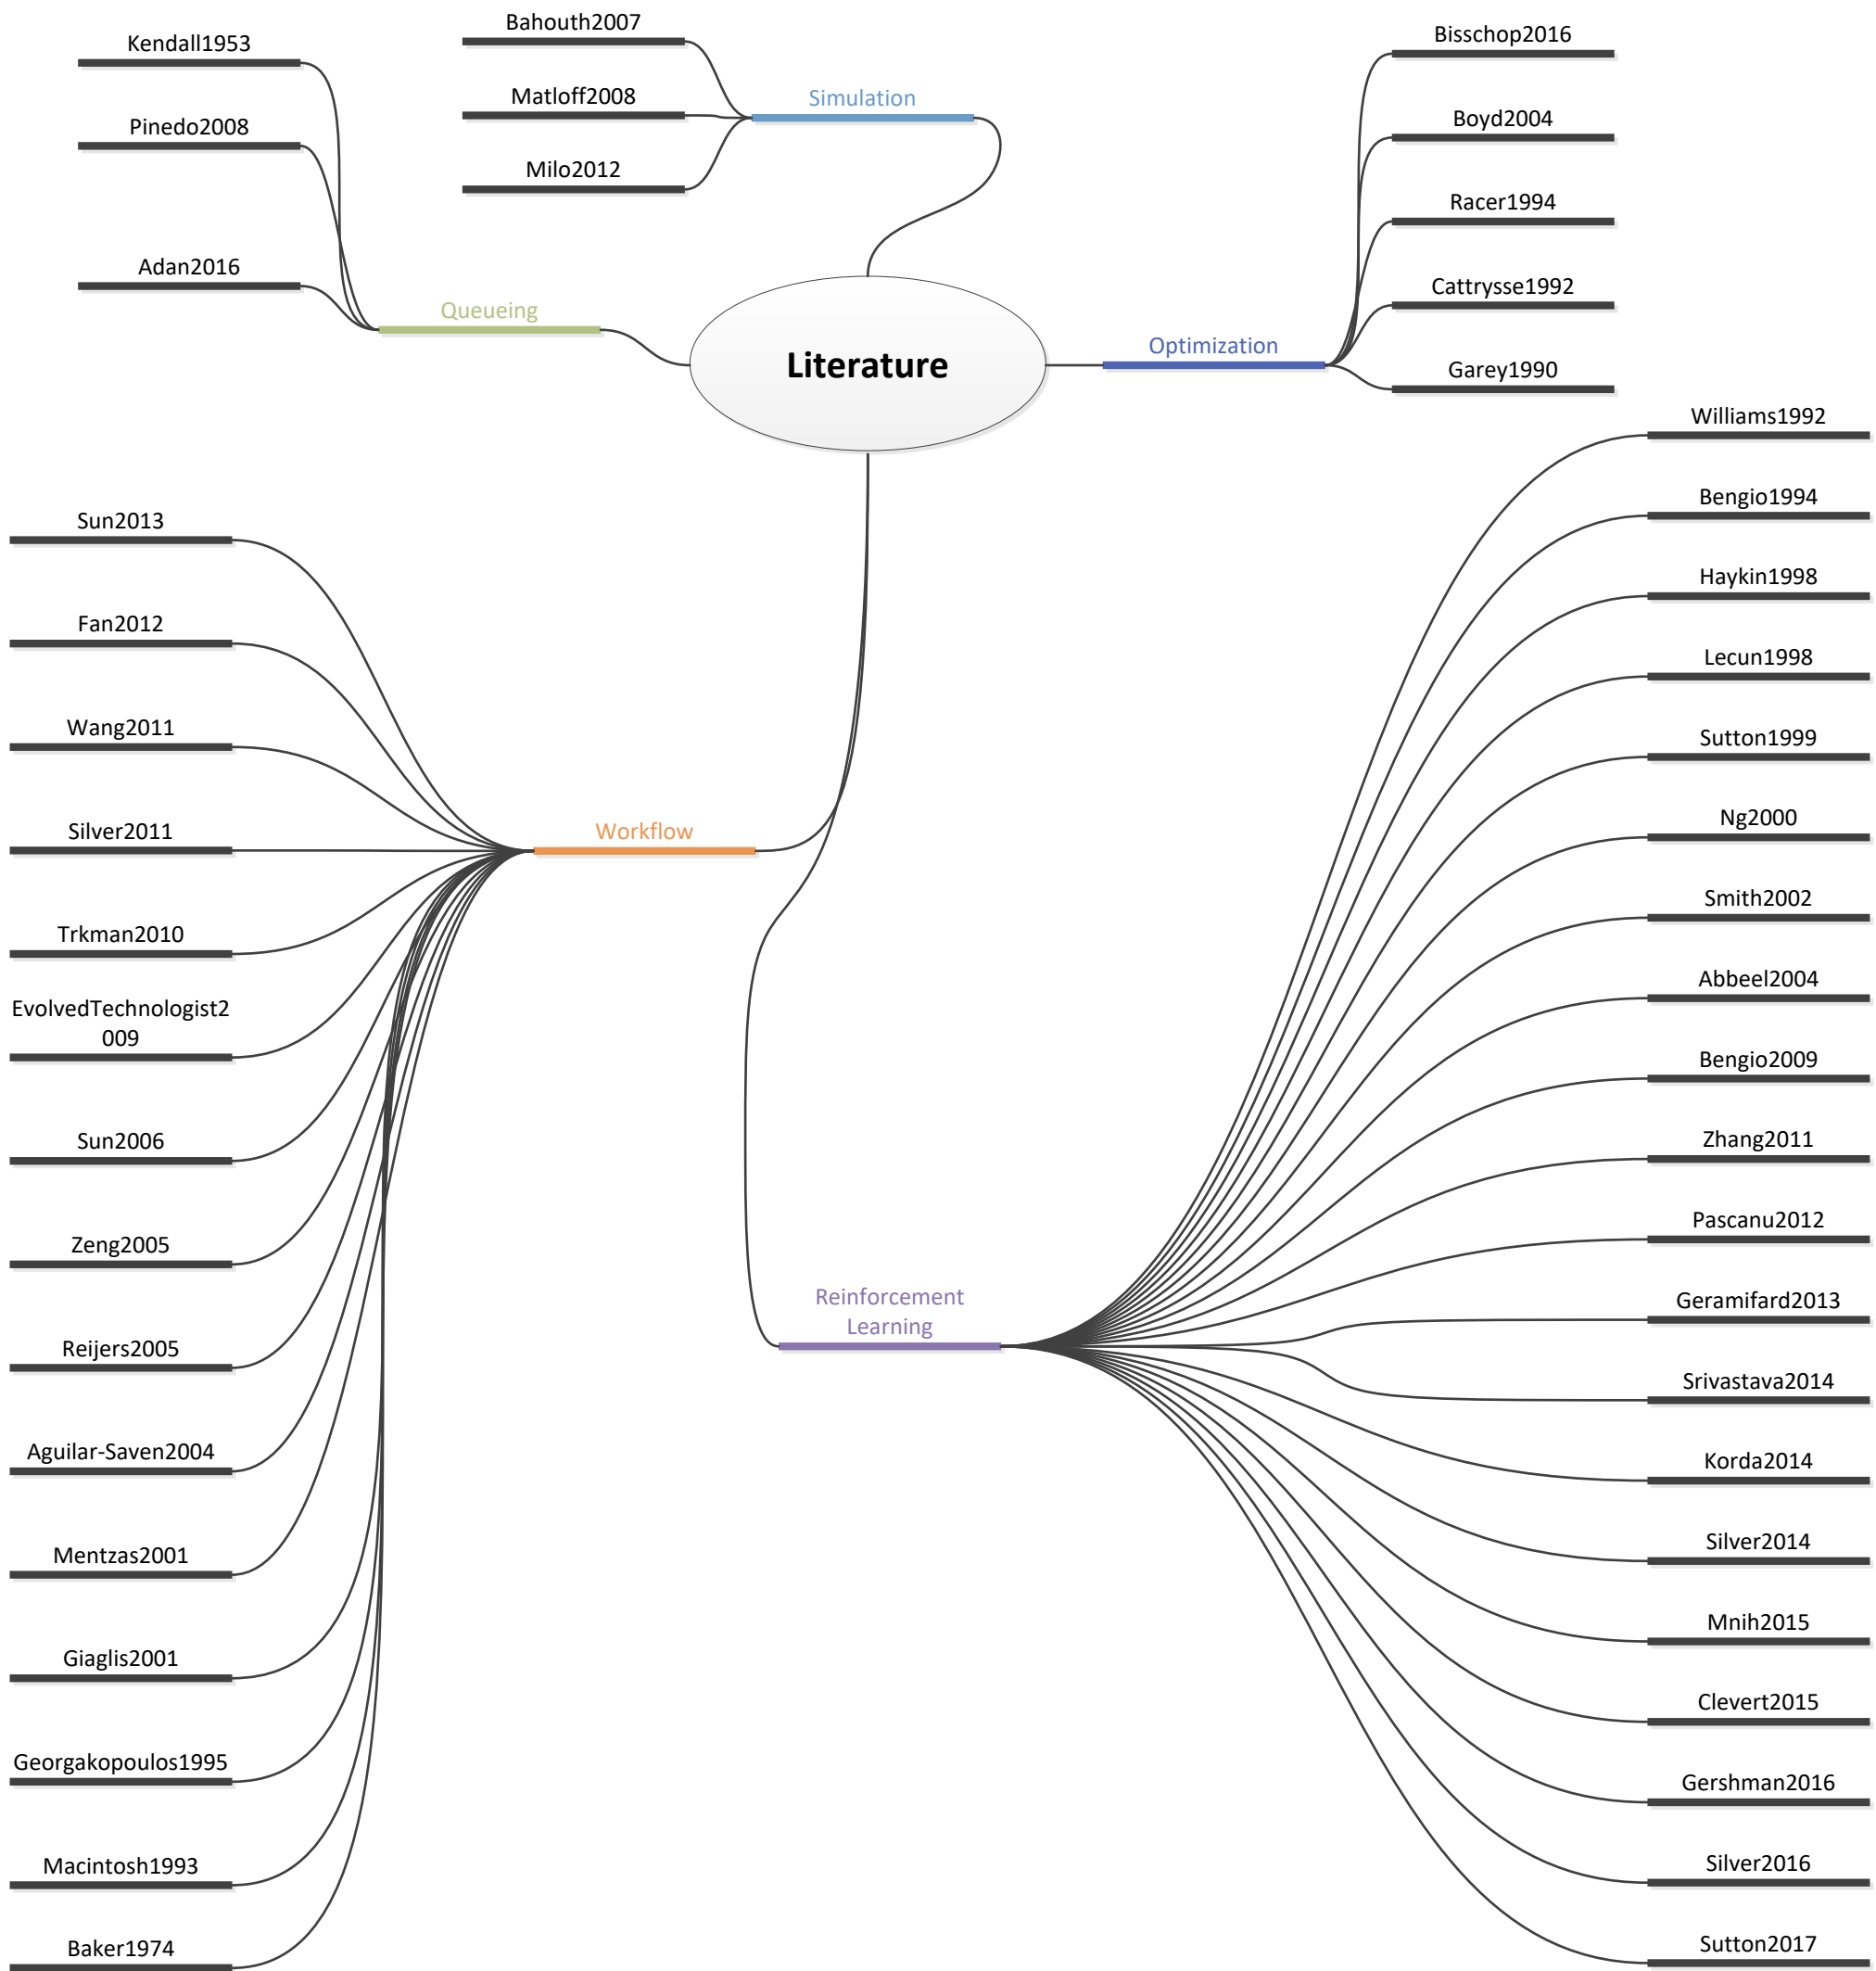 Kendall1953
Pinedo2008
Adan2016
Queueing
Bahouth2007
Matloff2008
Milo2012
Simulation
Literature
Optimization
Bisschop2016
Boyd2004
Racer1994
Cattrysse1992
Garey1990
Workflow
Sun2013
Fan2012
Wang2011
Silver2011
Trkman2010
EvolvedTechnologist2
009
Sun2006
Zeng2005
Reijers2005
Aguilar-Saven2004
Mentzas2001
Giaglis2001
Georgakopoulos1995
Macintosh1993
Baker1974
Reinforcement
Learning
Williams1992
Bengio1994
Haykin1998
Lecun1998
Sutton1999
Ng2000
Smith2002
Abbeel2004
Bengio2009
Zhang2011
Pascanu2012
Geramifard2013
Srivastava2014
Korda2014
Silver2014
Mnih2015
Clevert2015
Gershman2016
Silver2016
Sutton2017